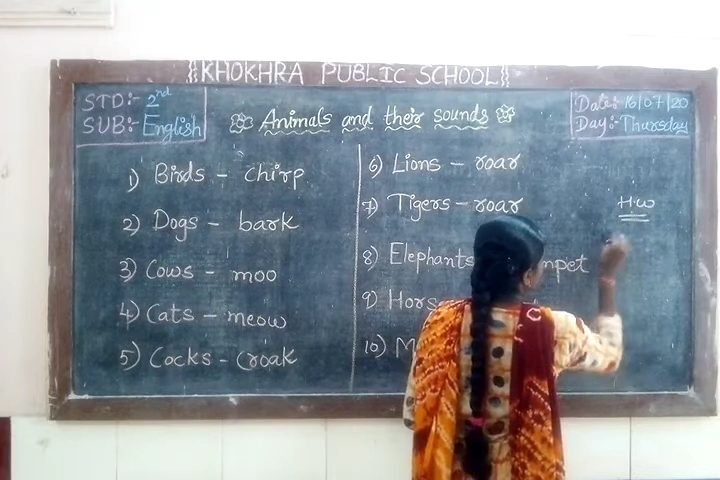 KHOKHRA PUBLIC SCHOOL
STD:- 2nd
SUB:- English
Animals and their sounds
Date:- 16/07/20
Day:- Thursday
1) Birds - chirp
2) Dogs - bark
3) Cows - moo
4) Cats - meow
5) Cocks - Croak
6) Lions - roar
7) Tigers - roar
8) Elephants
9)
10)
H.W